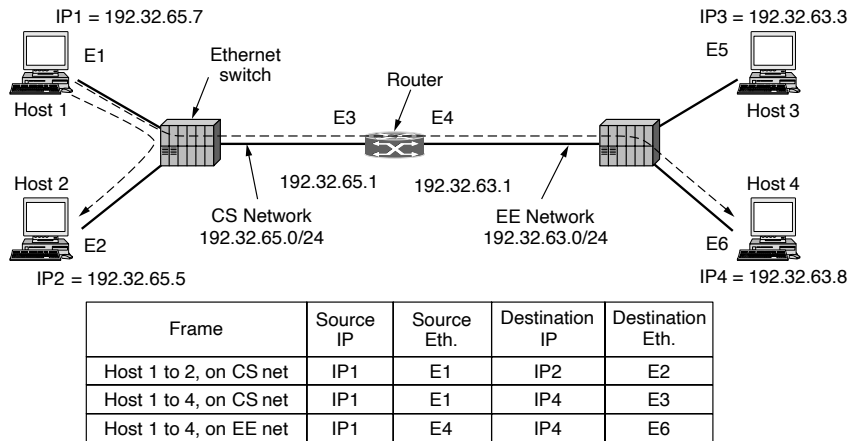 IP1 = 192.32.65.7
IP3 = 192.32.63.3
E1
Ethernet
switch
Router
E5
Host 1
E3
E4
Host 3
Host 2
192.32.65.1
192.32.63.1
Host 4
CS Network
192.32.65.0/24
EE Network
192.32.63.0/24
E2
E6
IP2 = 192.32.65.5
IP4 = 192.32.63.8
Frame Source IP Source Eth. Destination IP Destination Eth.
Host 1 to 2, on CS net IP1 E1 IP2 E2
Host 1 to 4, on CS net IP1 E1 IP4 E3
Host 1 to 4, on EE net IP1 E4 IP4 E6